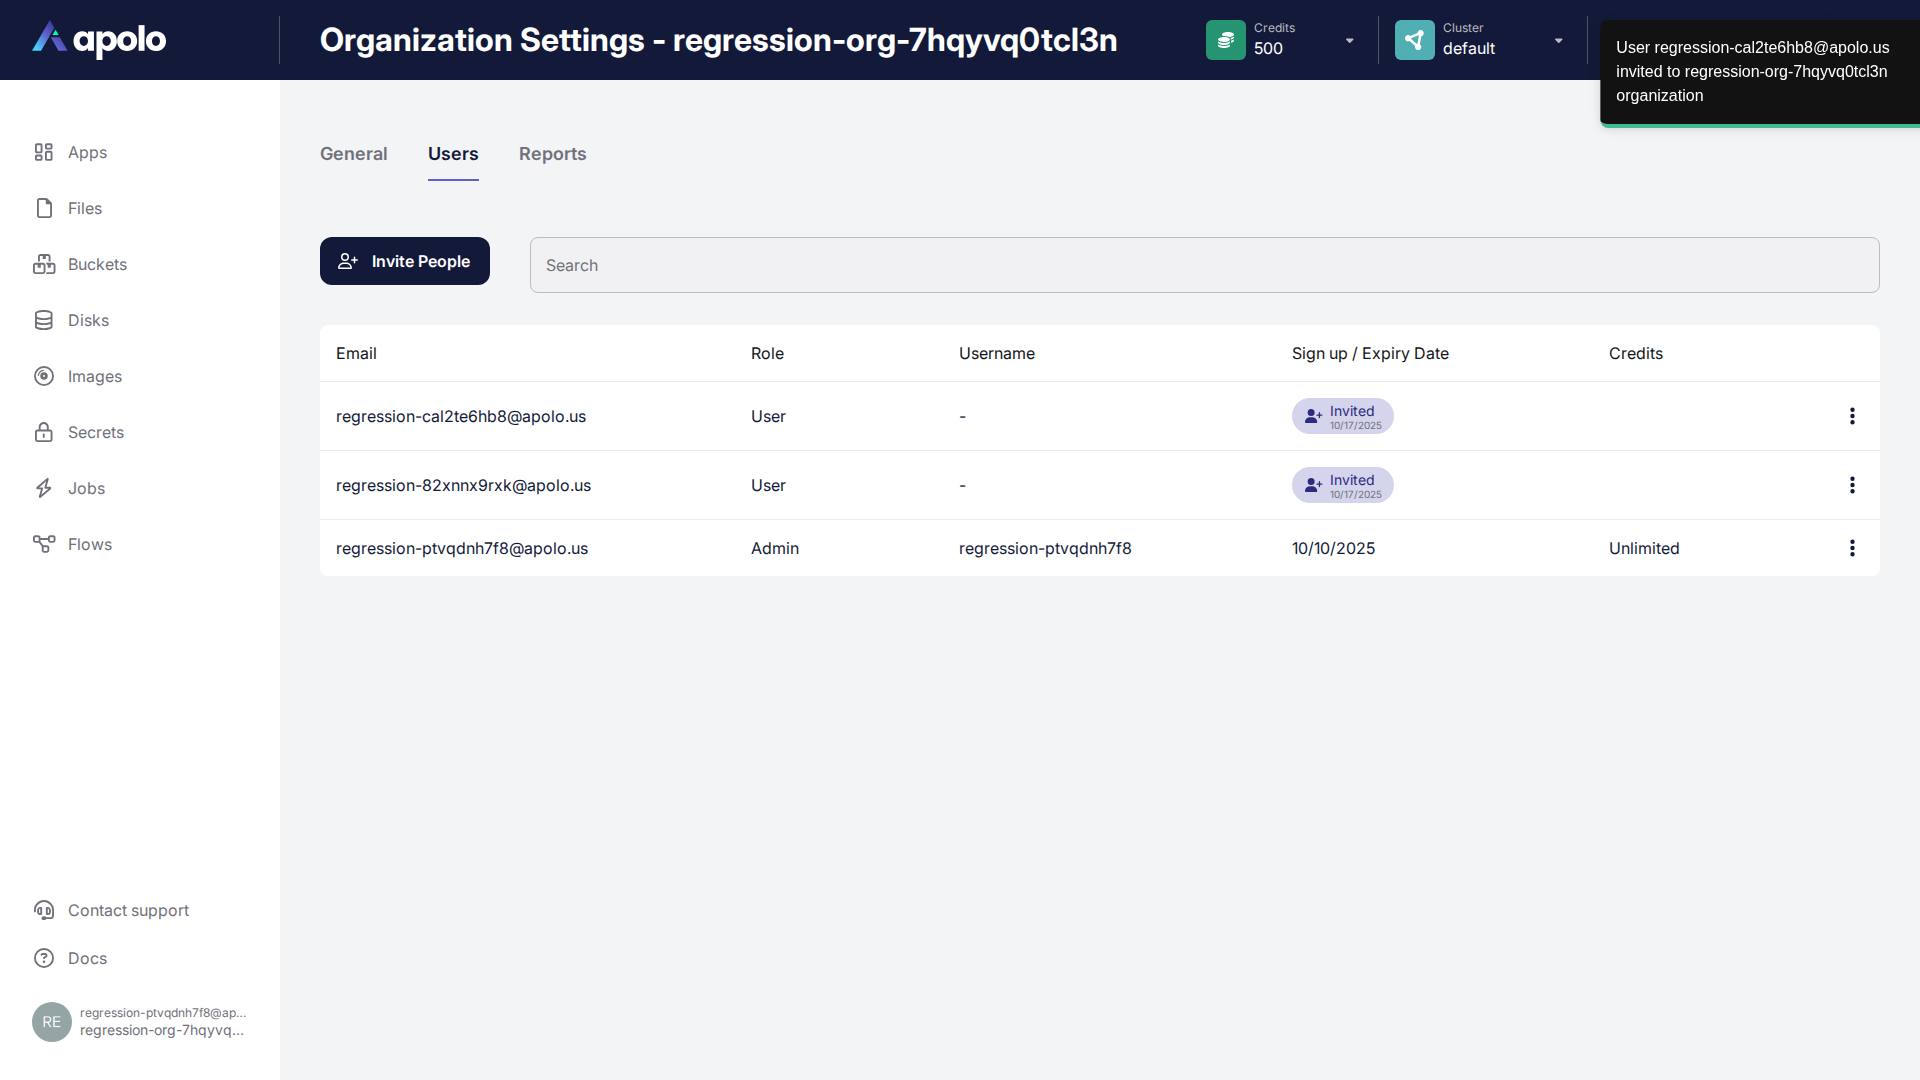 apolo
Organization Settings - regression-org-7hqyvq0tcl3n
Credits
500
Cluster
default
User regression-cal2te6hb8@apolo.us
invited to regression-org-7hqyvq0tcl3n
organization
Apps
Files
Buckets
Disks
Images
Secrets
Jobs
Flows
Contact support
Docs
RE
regression-ptvqdnh7f8@ap...
regression-org-7hqyvq...
General
Users
Reports
Invite People
Search
Email Role Username Sign up / Expiry Date Credits
regression-cal2te6hb8@apolo.us User - Invited 10/17/2025
regression-82xnnx9rxk@apolo.us User - Invited 10/17/2025
regression-ptvqdnh7f8@apolo.us Admin regression-ptvqdnh7f8 10/10/2025 Unlimited